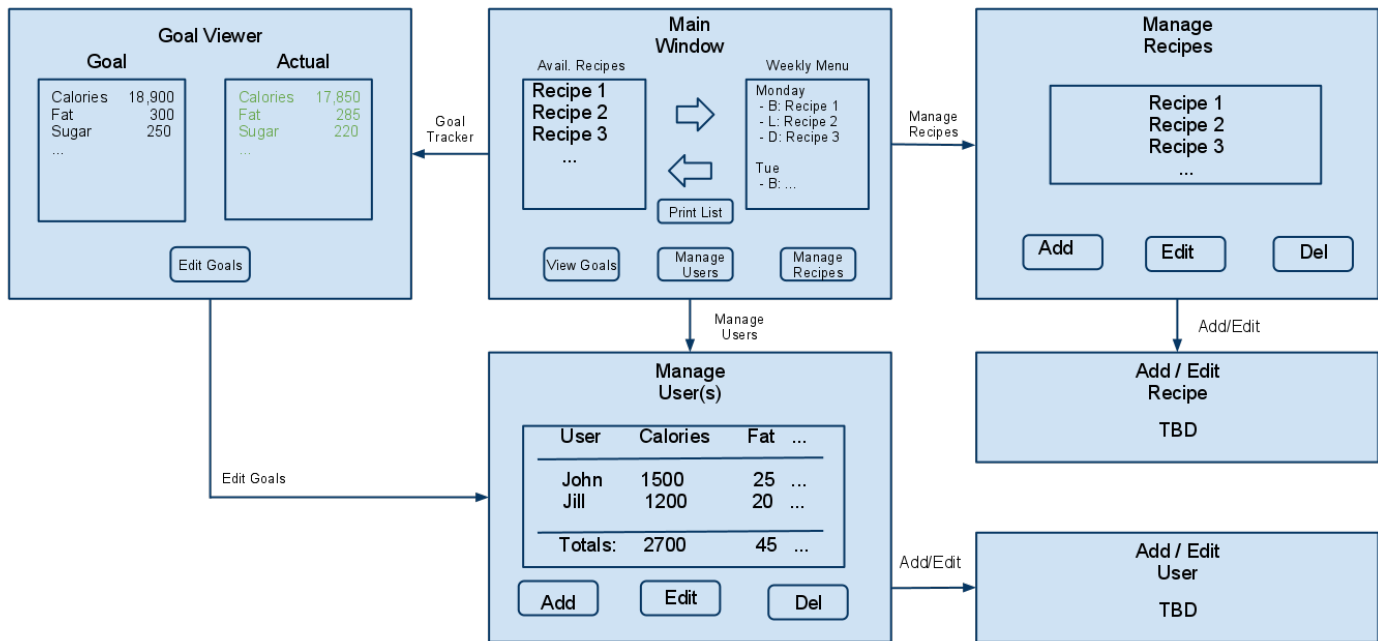 Goal Viewer
Goal
Actual
Calories 18,900
Fat 300
Sugar 250
...
Calories 17,850
Fat 285
Sugar 220
...
Edit Goals
Goal
Tracker
Main
Window
Avail. Recipes
Recipe 1
Recipe 2
Recipe 3
...
Weekly Menu
Monday
- B: Recipe 1
- L: Recipe 2
- D: Recipe 3
Tue
- B: ...
Print List
View Goals
Manage
Users
Manage
Recipes
Manage
Recipes
Manage
Recipes
Recipe 1
Recipe 2
Recipe 3
...
Add
Edit
Del
Manage
Users
Add/Edit
Add / Edit
Recipe
TBD
Edit Goals
Manage
User(s)
User Calories Fat ...
John 1500 25 ...
Jill 1200 20 ...
Totals: 2700 45 ...
Add
Edit
Del
Add/Edit
Add / Edit
User
TBD